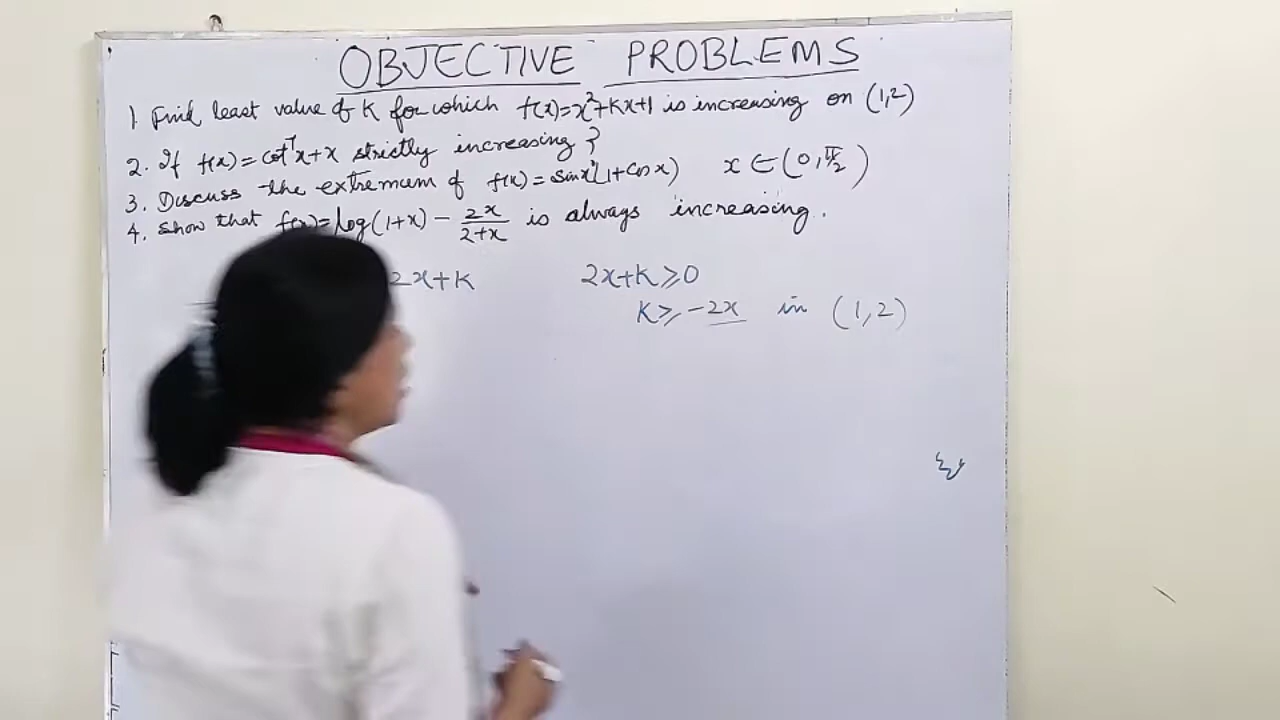 OBJECTIVE PROBLEMS
1. Find least value of K for which f(x)=x²+Kx+1 is increasing on (1,2)
2. If f(x)=cot⁻¹x+x strictly increasing?
3. Discuss the extremum of f(x)=sinx(1+cosx) x∈(0,π/2)
4. Show that f(x)=log(1+x) - 2x/2+x is always increasing.
2x+K 2x+K≥0
K≥-2x in (1,2)